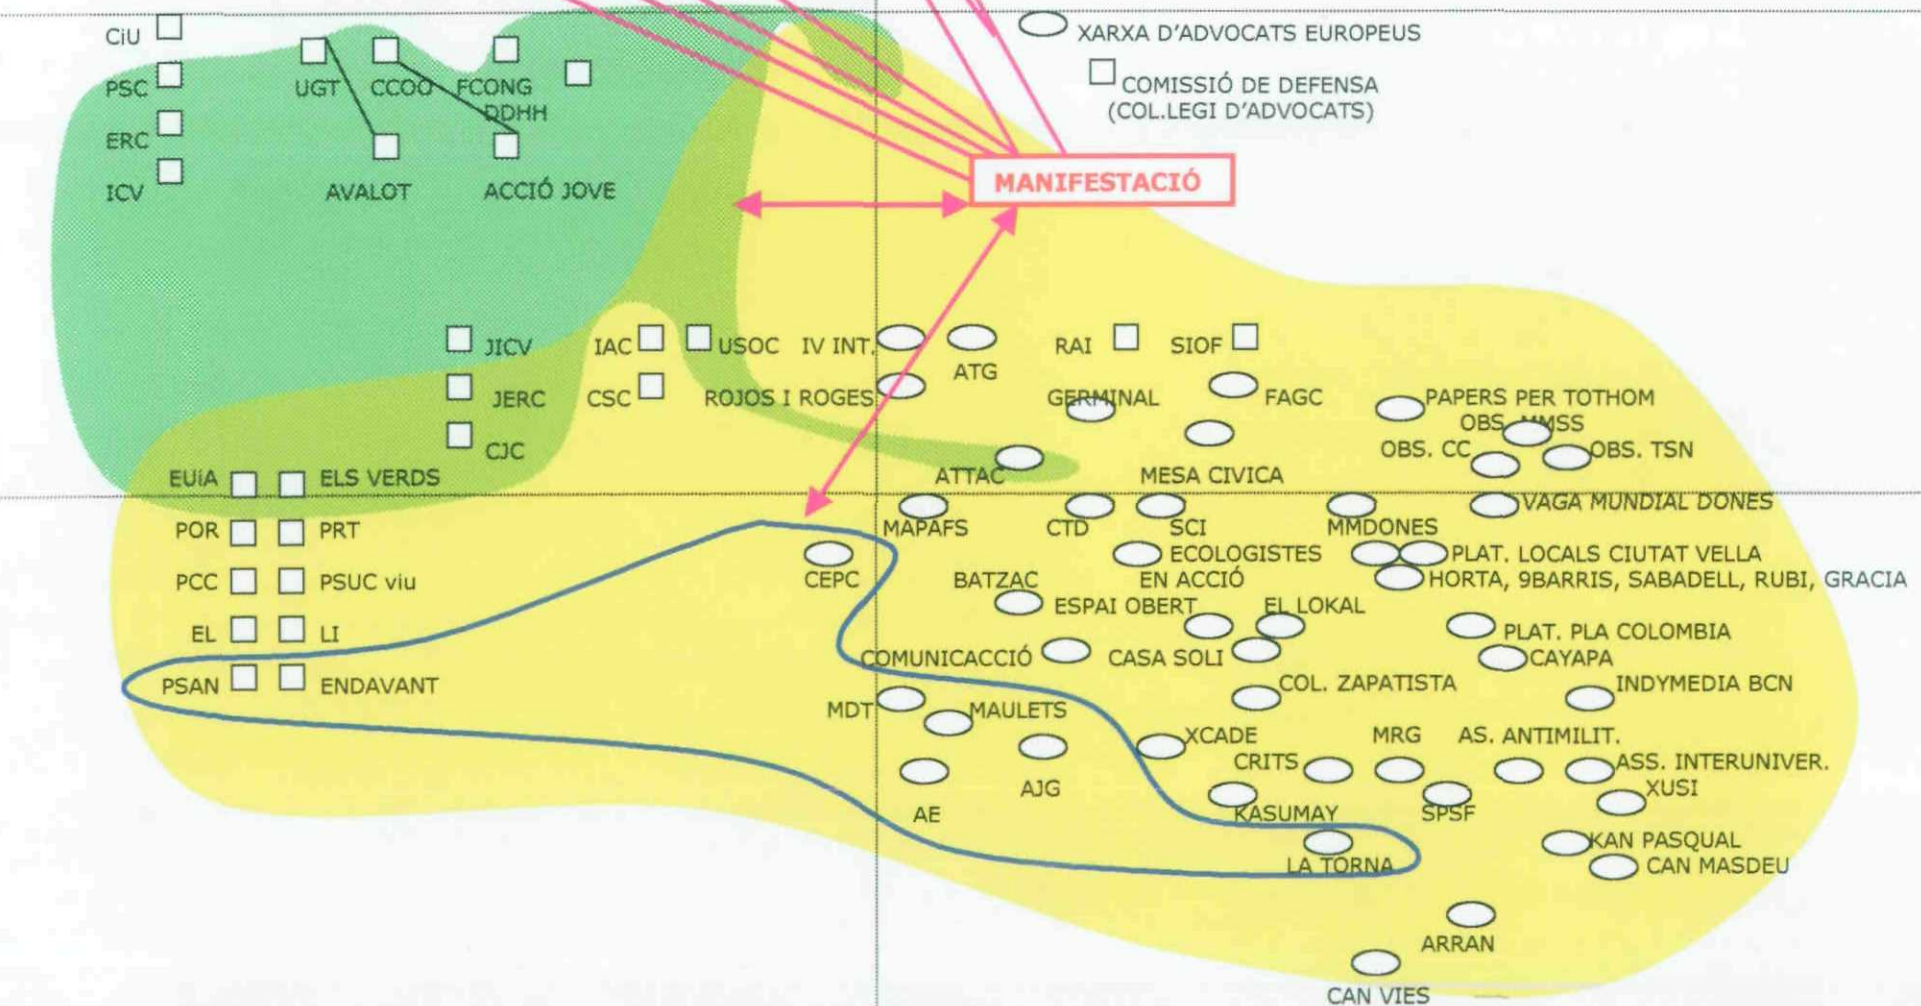 CiU
PSC
ERC
ICV
UGT
CCOO
FCONG
DDHH
AVALOT
ACCIÓ JOVE
XARXA D'ADVOCATS EUROPEUS
COMISSIÓ DE DEFENSA
(COL.LEGI D'ADVOCATS)
MANIFESTACIÓ
JICV
JERC
CJC
IAC
USOC
CSC
IV INT.
ATG
ROJOS I ROGES
RAI
SIOF
GERMINAL
FAGC
PAPERS PER TOTHOM
OBS. MMSS
OBS. CC
OBS. TSN
ATTAC
MESA CIVICA
VAGA MUNDIAL DONES
EUiA
ELS VERDS
POR
PRT
PCC
PSUC viu
EL
LI
PSAN
ENDAVANT
MAPAFS
CTD
SCI
MMDONES
CEPC
ECOLOGISTES
EN ACCIÓ
PLAT. LOCALS CIUTAT VELLA
HORTA, 9BARRIS, SABADELL, RUBI, GRACIA
BATZAC
ESPAI OBERT
EL LOKAL
COMUNICACCIÓ
CASA SOLI
PLAT. PLA COLOMBIA
CAYAPA
COL. ZAPATISTA
INDYMEDIA BCN
MDT
MAULETS
XCADE
CRITS
MRG
AS. ANTIMILIT.
ASS. INTERUNIVER.
XUSI
AE
AJG
KASUMAY
SPSF
LA TORNA
KAN PASQUAL
CAN MASDEU
ARRAN
CAN VIES